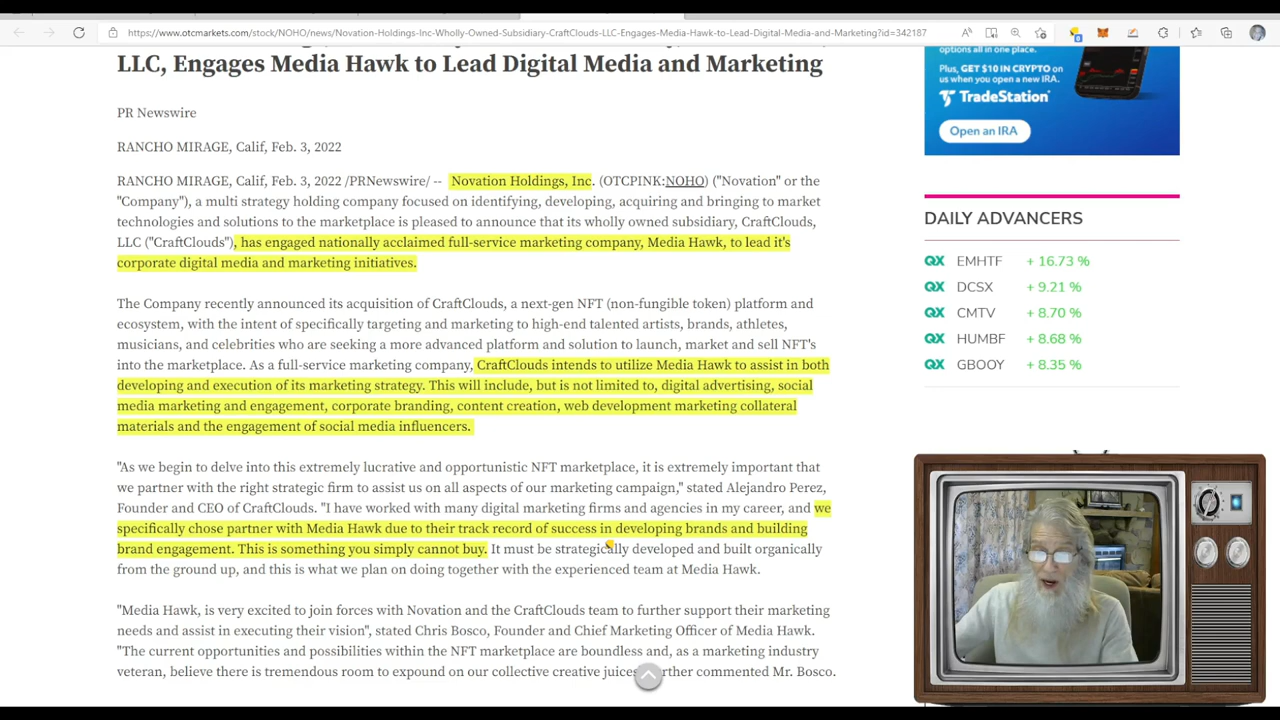 https://www.otcmarkets.com/stock/NOHO/news/Novation-Holdings-Inc-Wholly-Owned-Subsidiary-CraftClouds-LLC-Engages-Media-Hawk-to-Lead-Digital-Media-and-Marketing?id=342187
LLC, Engages Media Hawk to Lead Digital Media and Marketing
PR Newswire
RANCHO MIRAGE, Calif, Feb. 3, 2022
RANCHO MIRAGE, Calif, Feb. 3, 2022 /PRNewswire/ -- Novation Holdings, Inc. (OTCPINK:NOHO) ("Novation" or the
"Company"), a multi strategy holding company focused on identifying, developing, acquiring and bringing to market
technologies and solutions to the marketplace is pleased to announce that its wholly owned subsidiary, CraftClouds,
LLC ("CraftClouds"), has engaged nationally acclaimed full-service marketing company, Media Hawk, to lead it's
corporate digital media and marketing initiatives.
The Company recently announced its acquisition of CraftClouds, a next-gen NFT (non-fungible token) platform and
ecosystem, with the intent of specifically targeting and marketing to high-end talented artists, brands, athletes,
musicians, and celebrities who are seeking a more advanced platform and solution to launch, market and sell NFT's
into the marketplace. As a full-service marketing company, CraftClouds intends to utilize Media Hawk to assist in both
developing and execution of its marketing strategy. This will include, but is not limited to, digital advertising, social
media marketing and engagement, corporate branding, content creation, web development marketing collateral
materials and the engagement of social media influencers.
"As we begin to delve into this extremely lucrative and opportunistic NFT marketplace, it is extremely important that
we partner with the right strategic firm to assist us on all aspects of our marketing campaign," stated Alejandro Perez,
Founder and CEO of CraftClouds. "I have worked with many digital marketing firms and agencies in my career, and we
specifically chose partner with Media Hawk due to their track record of success in developing brands and building
brand engagement. This is something you simply cannot buy. It must be strategically developed and built organically
from the ground up, and this is what we plan on doing together with the experienced team at Media Hawk.
"Media Hawk, is very excited to join forces with Novation and the CraftClouds team to further support their marketing
needs and assist in executing their vision", stated Chris Bosco, Founder and Chief Marketing Officer of Media Hawk.
"The current opportunities and possibilities within the NFT marketplace are boundless and, as a marketing industry
veteran, believe there is tremendous room to expound on our collective creative juices rther commented Mr. Bosco.
options all in one place.
Plus, GET $10 IN CRYPTO on
us when you open a new IRA.
TradeStation
Open an IRA
DAILY ADVANCERS
QX EMHTF + 16.73 %
QX DCSX + 9.21 %
QX CMTV + 8.70 %
QX HUMBF + 8.68 %
QX GBOOY + 8.35 %